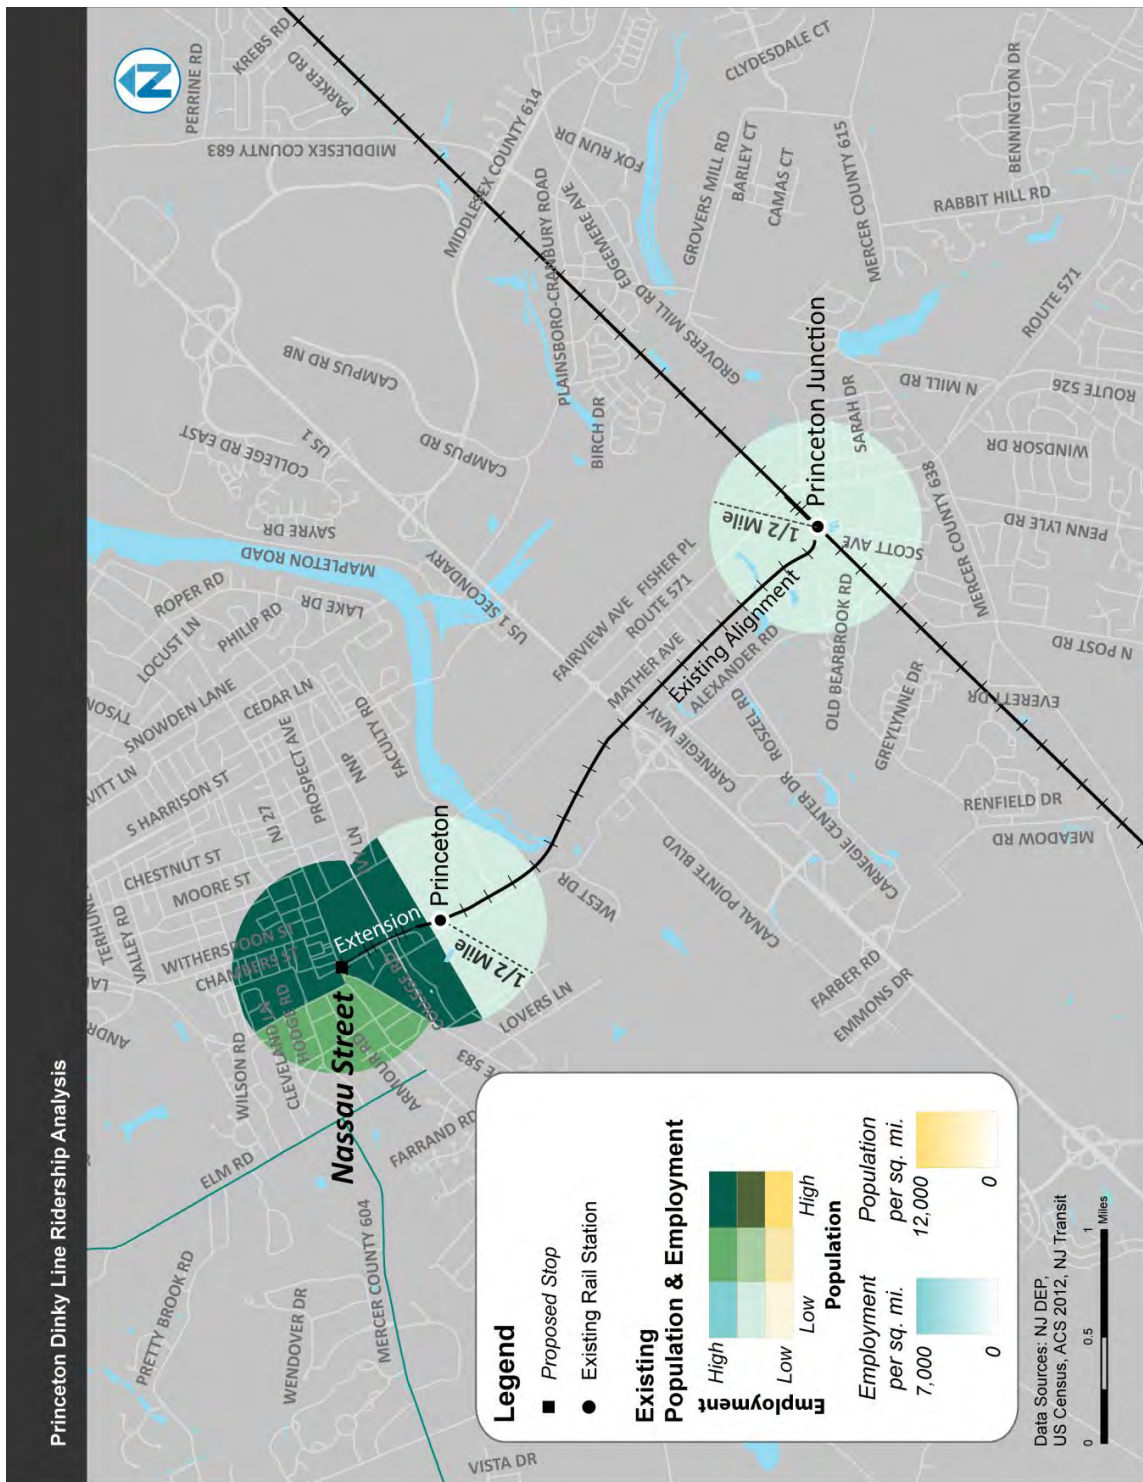 Princeton Dinky Line Ridership Analysis
N
PERRINE RD
KREBS RD
PARKER RD
MIDDLESEX COUNTY 683
MIDDLESEX COUNTY 614
CLYDESDALE CT
FOX RUN DR
GROVERS MILL RD
BARLEY CT
CAMAS CT
MERCER COUNTY 615
BENNINGTON DR
RABBIT HILL RD
ROUTE 571
PLAINSBORO-CRANBURY ROAD
EDGEMERE AVE
GROVERS MILL RD
CAMPUS RD NB
CAMPUS RD
BIRCH DR
COLLEGE RD EAST
US 1
SAYRE DR
MAPLETON ROAD
US 1 SECONDARY
ROPER RD
LOCUST LN
LAKE DR
PHILIP RD
TYSON
SNOWDEN LANE
CEDAR LN
VITT LN
S HARRISON ST
PROSPECT AVE
NNP
FACULTY RD
NJ 27
IVY LN
CHESTNUT ST
MOORE ST
TERHUNE
VALLEY RD
WITHERSPOON ST
CHAMBERS ST
ANDR
WILSON RD
CLEVELAND LN
HODGE RD
ARMOUR RD
COLLEGE RD
ELM RD
FARRAND RD
E 583
LOVERS LN
WEST DR
MERCER COUNTY 604
PRETTY BROOK RD
WENDOVER DR
VISTA DR
Nassau Street
Extension
Princeton
1/2 Mile
Existing Alignment
Princeton Junction
1/2 Mile
FAIRVIEW AVE
FISHER PL
ROUTE 571
MATHER AVE
ALEXANDER RD
CARNEGIE WAY
ROSZEL RD
CARNEGIE CENTER DR
CANAL POINTE BLVD
FARBER RD
EMMONS DR
OLD BEARBROOK RD
GREYLYNNE DR
EVERETT DR
RENFIELD DR
MEADOW RD
SCOTT AVE
SARAH DR
N MILL RD
WINDSOR DR
ROUTE 526
MERCER COUNTY 638
PENN LYLE RD
N POST RD
Legend
Proposed Stop
Existing Rail Station
Existing
Population & Employment
High
Low
Employment
Low
High
Population
Employment
per sq. mi.
7,000
0
Population
per sq. mi.
12,000
0
Data Sources: NJ DEP,
US Census, ACS 2012, NJ Transit
0
0.5
1
Miles